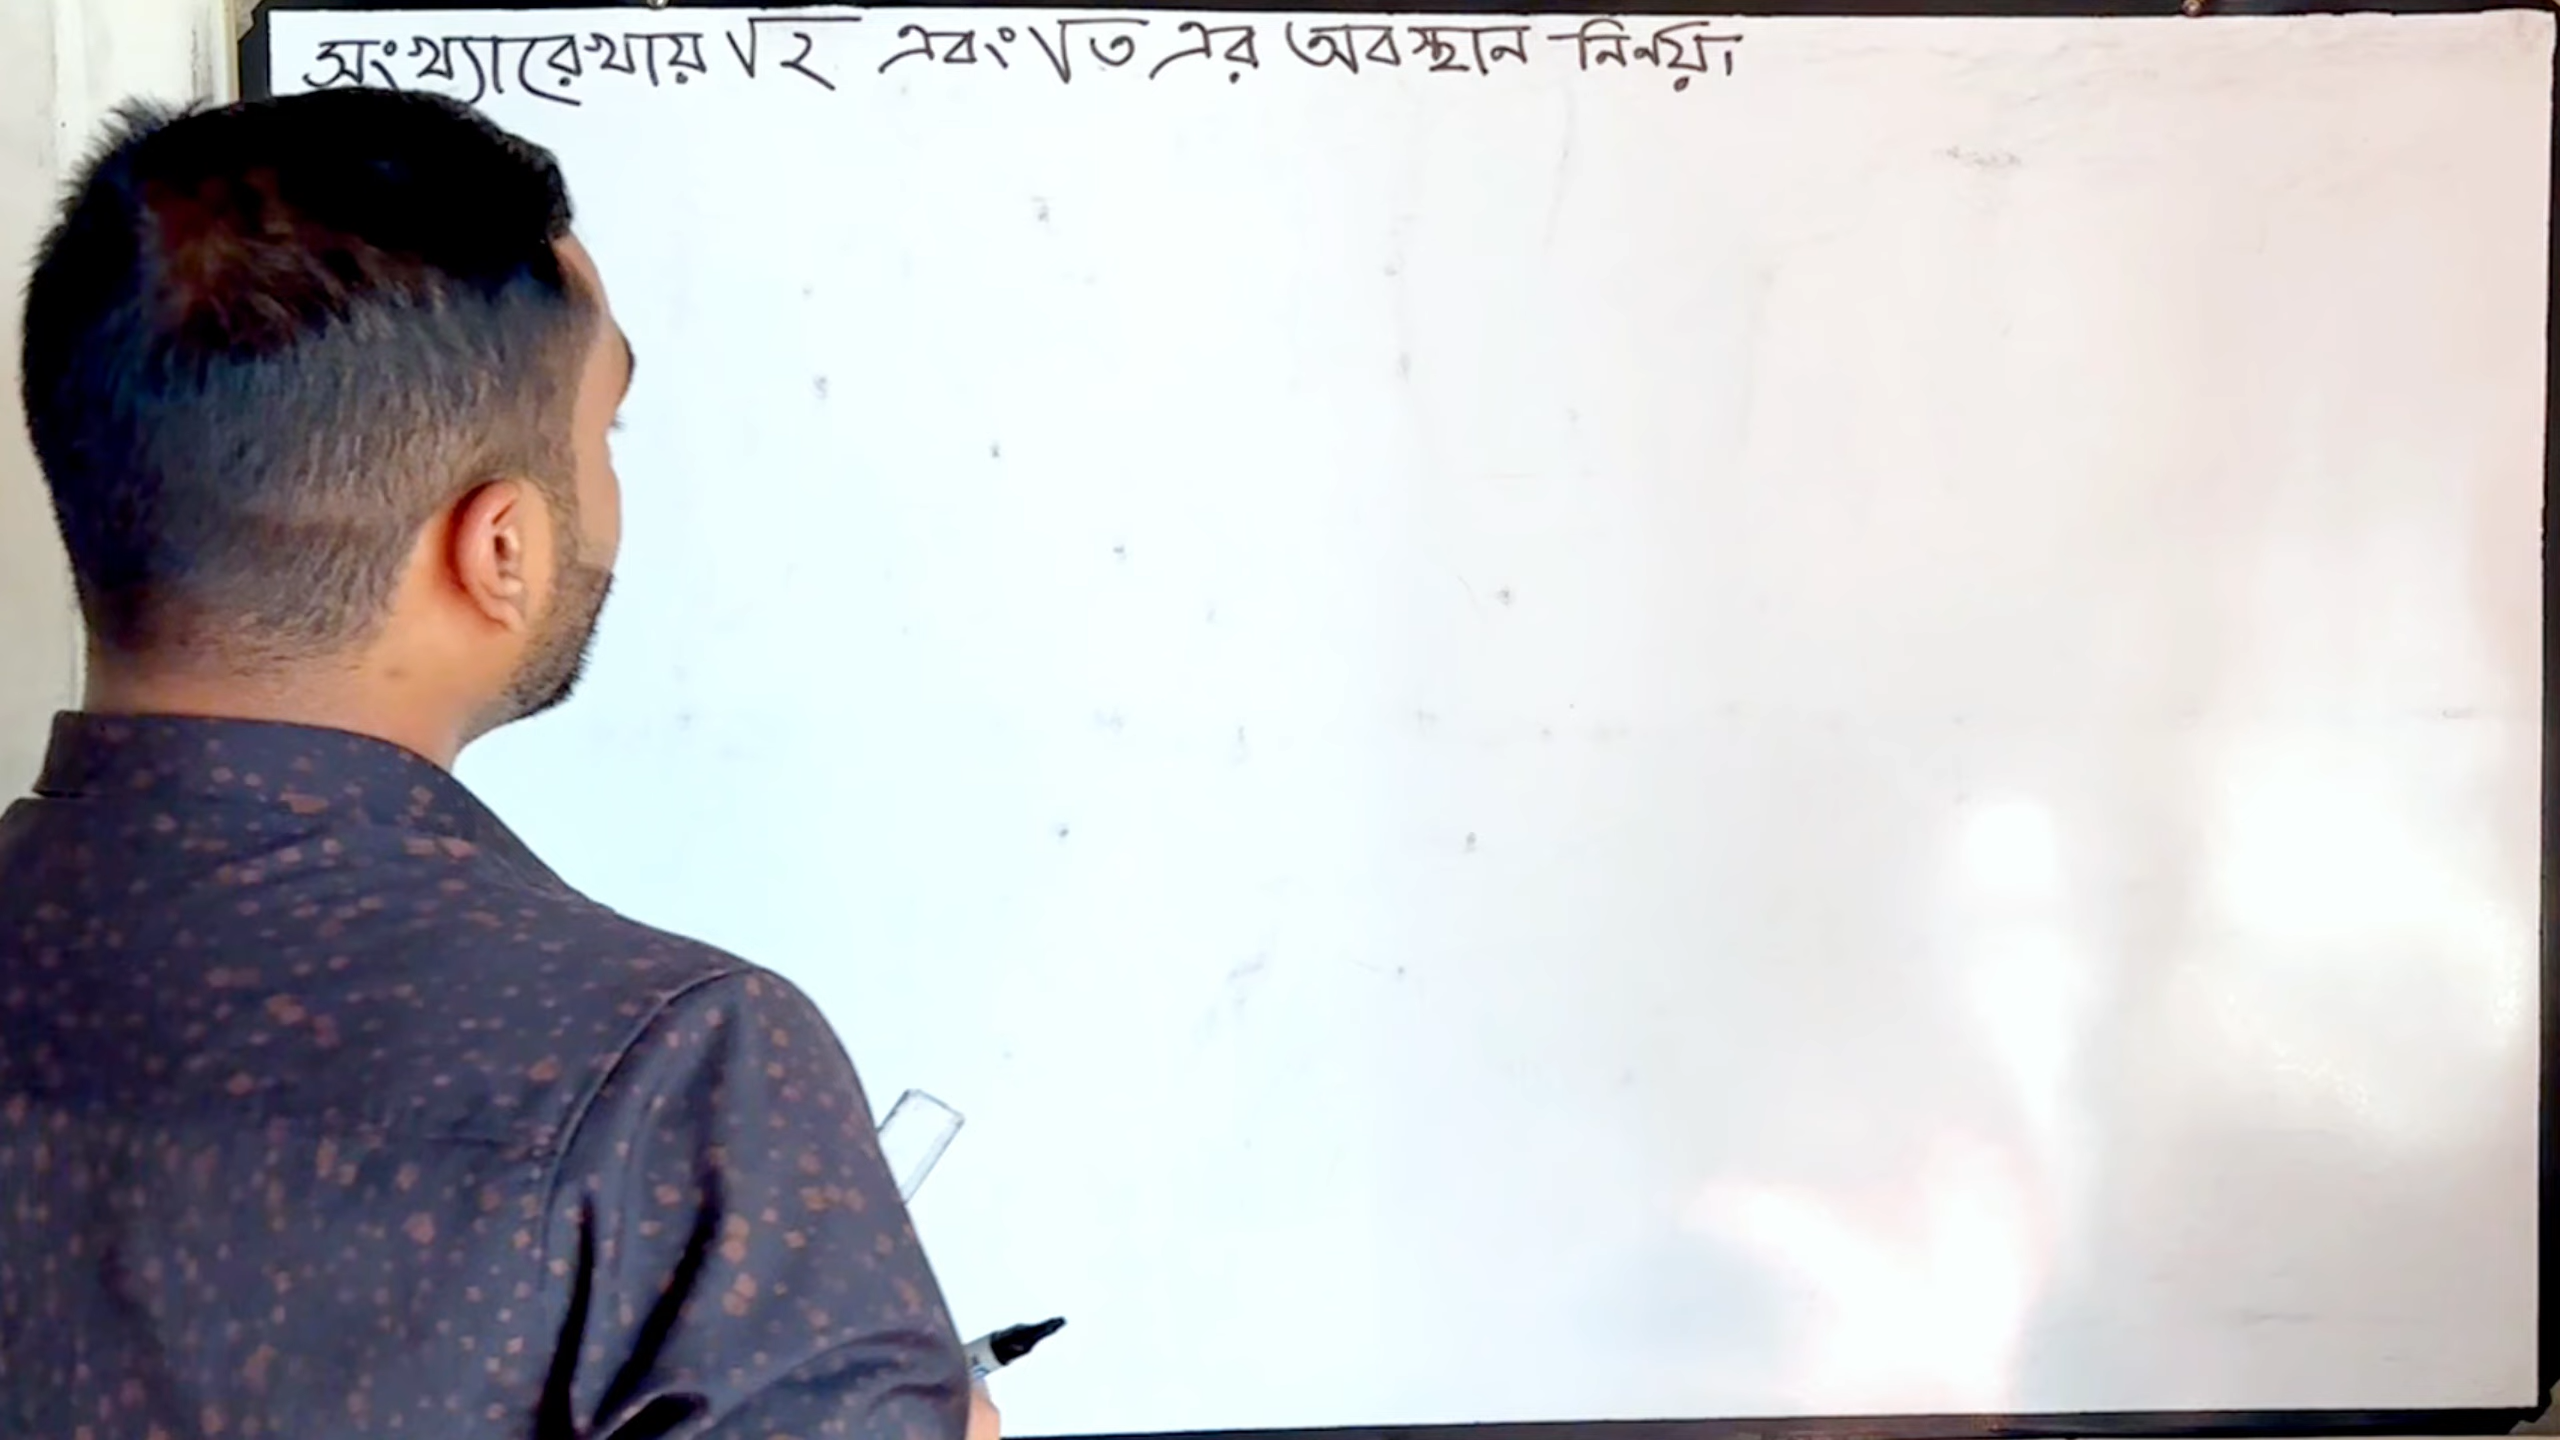 সংখ্যারেখায় √২ এবং √৩ এর অবস্থান নির্ণয়।